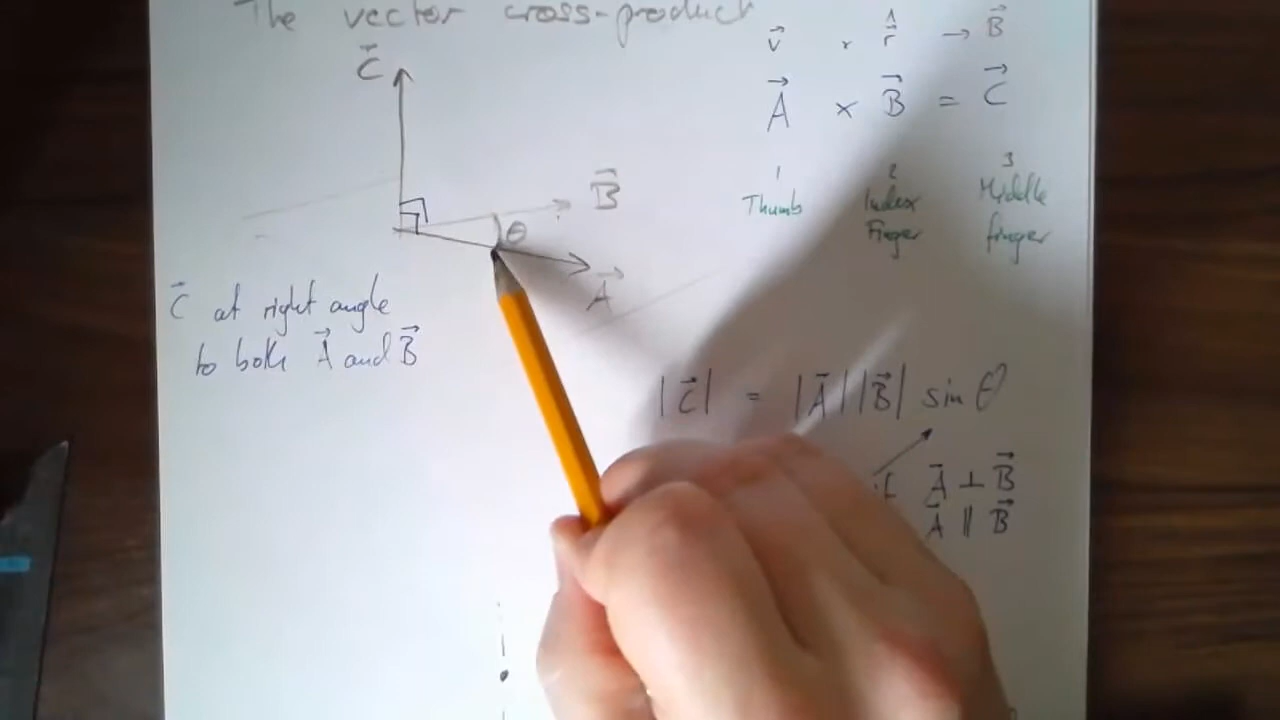 The vector cross-product
v⃗ × r̂ → B⃗
A⃗ × B⃗ = C⃗
1 2 3
Thumb Index Finger Middle finger
C⃗
B⃗
θ
A⃗
C⃗ at right angle
to both A⃗ and B⃗
|C⃗| = |A⃗||B⃗| sin θ
if A⃗ ⊥ B⃗
A⃗ ∥ B⃗